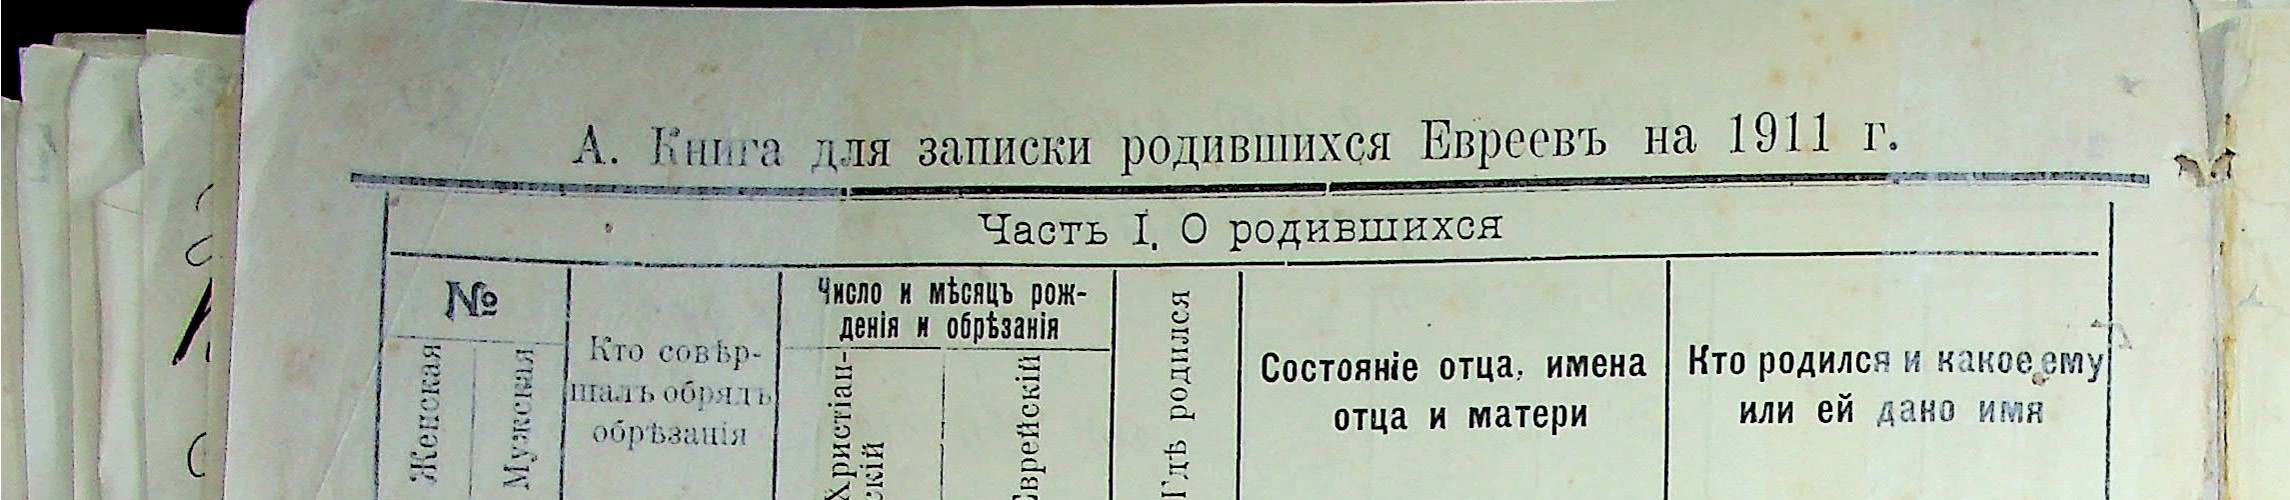 А. Книга для записки родившихся Евреевъ на 1911 г.
Часть I. О родившихся
№
Женская
Мужская
Кто совѣр-
шалъ обрядъ
обрѣзанія
Число и мѣсяцъ рож-
денія и обрѣзанія
Христіан-
скій
Еврейскій
Гдѣ родился
Состояніе отца, имена
отца и матери
Кто родился и какое ему
или ей дано имя